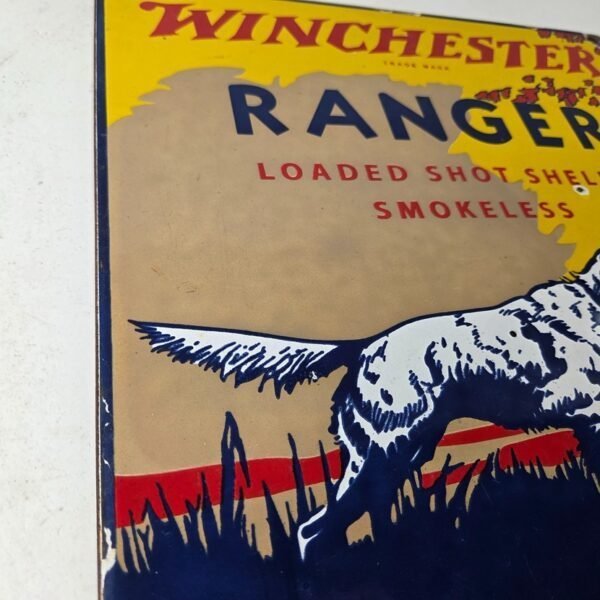 WINCHESTER
TRADE MARK
RANGER
LOADED SHOT SHEL
SMOKELESS